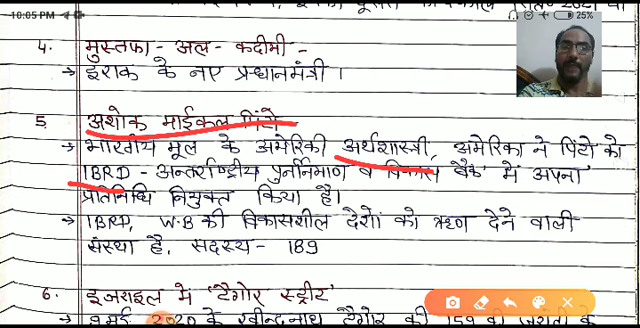 10:05 PM
25%
4. मुस्तफा - अल - कदीमी -
→ इराक के नए प्रधानमंत्री ।
5. अशोक माईकल पिंटो
→ भारतीय मूल के अमेरिकी अर्थशास्त्री, अमेरिका ने पिंटो को
IBRD - अन्तर्राष्ट्रीय पुर्ननिर्माण व विकास बैंक में अपना
प्रतिनिधि नियुक्त किया है।
→ IBRD, W.B की विकासशील देशों को ऋण देने वाली
संस्था है, सदस्य - 189
6. इजराइल में 'टैगोर स्ट्रीट'
→ 2020 के रवीन्द्रनाथ टैगोर की 159 वी जयंती के